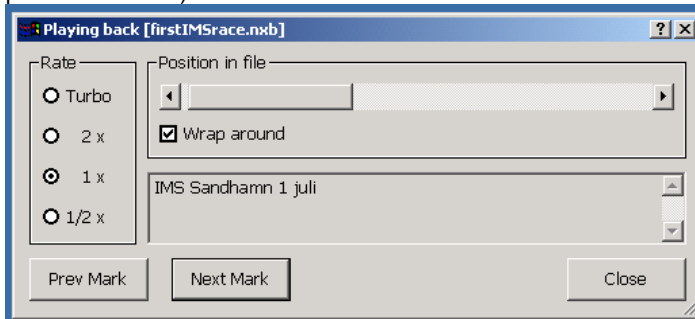 Playing back [firstIMSrace.nxb]
Rate
Turbo
2 x
1 x
1/2 x
Position in file
Wrap around
IMS Sandhamn 1 juli
Prev Mark
Next Mark
Close